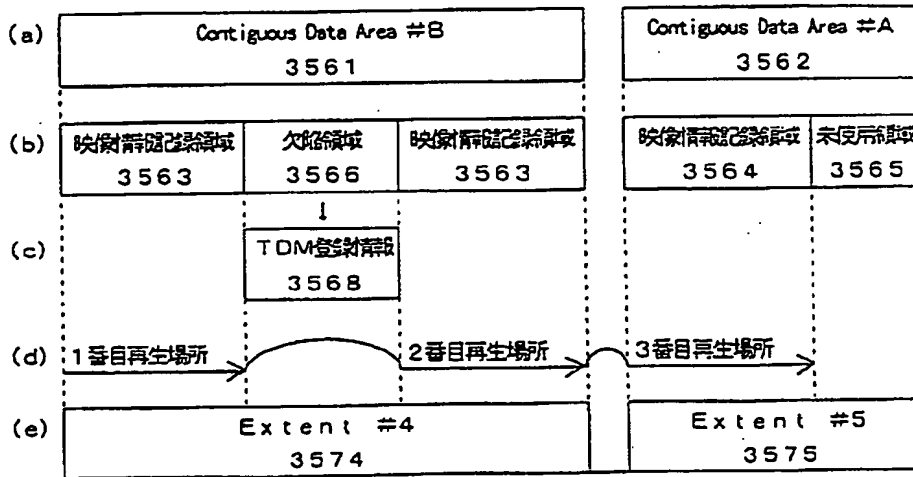 (a) Contiguous Data Area #B Contiguous Data Area #A
3561 3562
(b) 映像情報記録領域 欠陥領域 映像情報記録領域 映像情報記録領域 未使用領域
3563 3566 3563 3564 3565
↓
(c) TDM登録情報
3568
(d) 1番目再生場所 2番目再生場所 3番目再生場所
(e) Extent #4 Extent #5
3574 3575